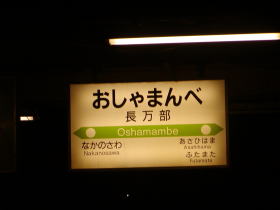 おしゃまんべ
長万部
Oshamambe
なかのさわ
Nakanosawa
あさひはま
Asahihama
ふたまた
Futamata